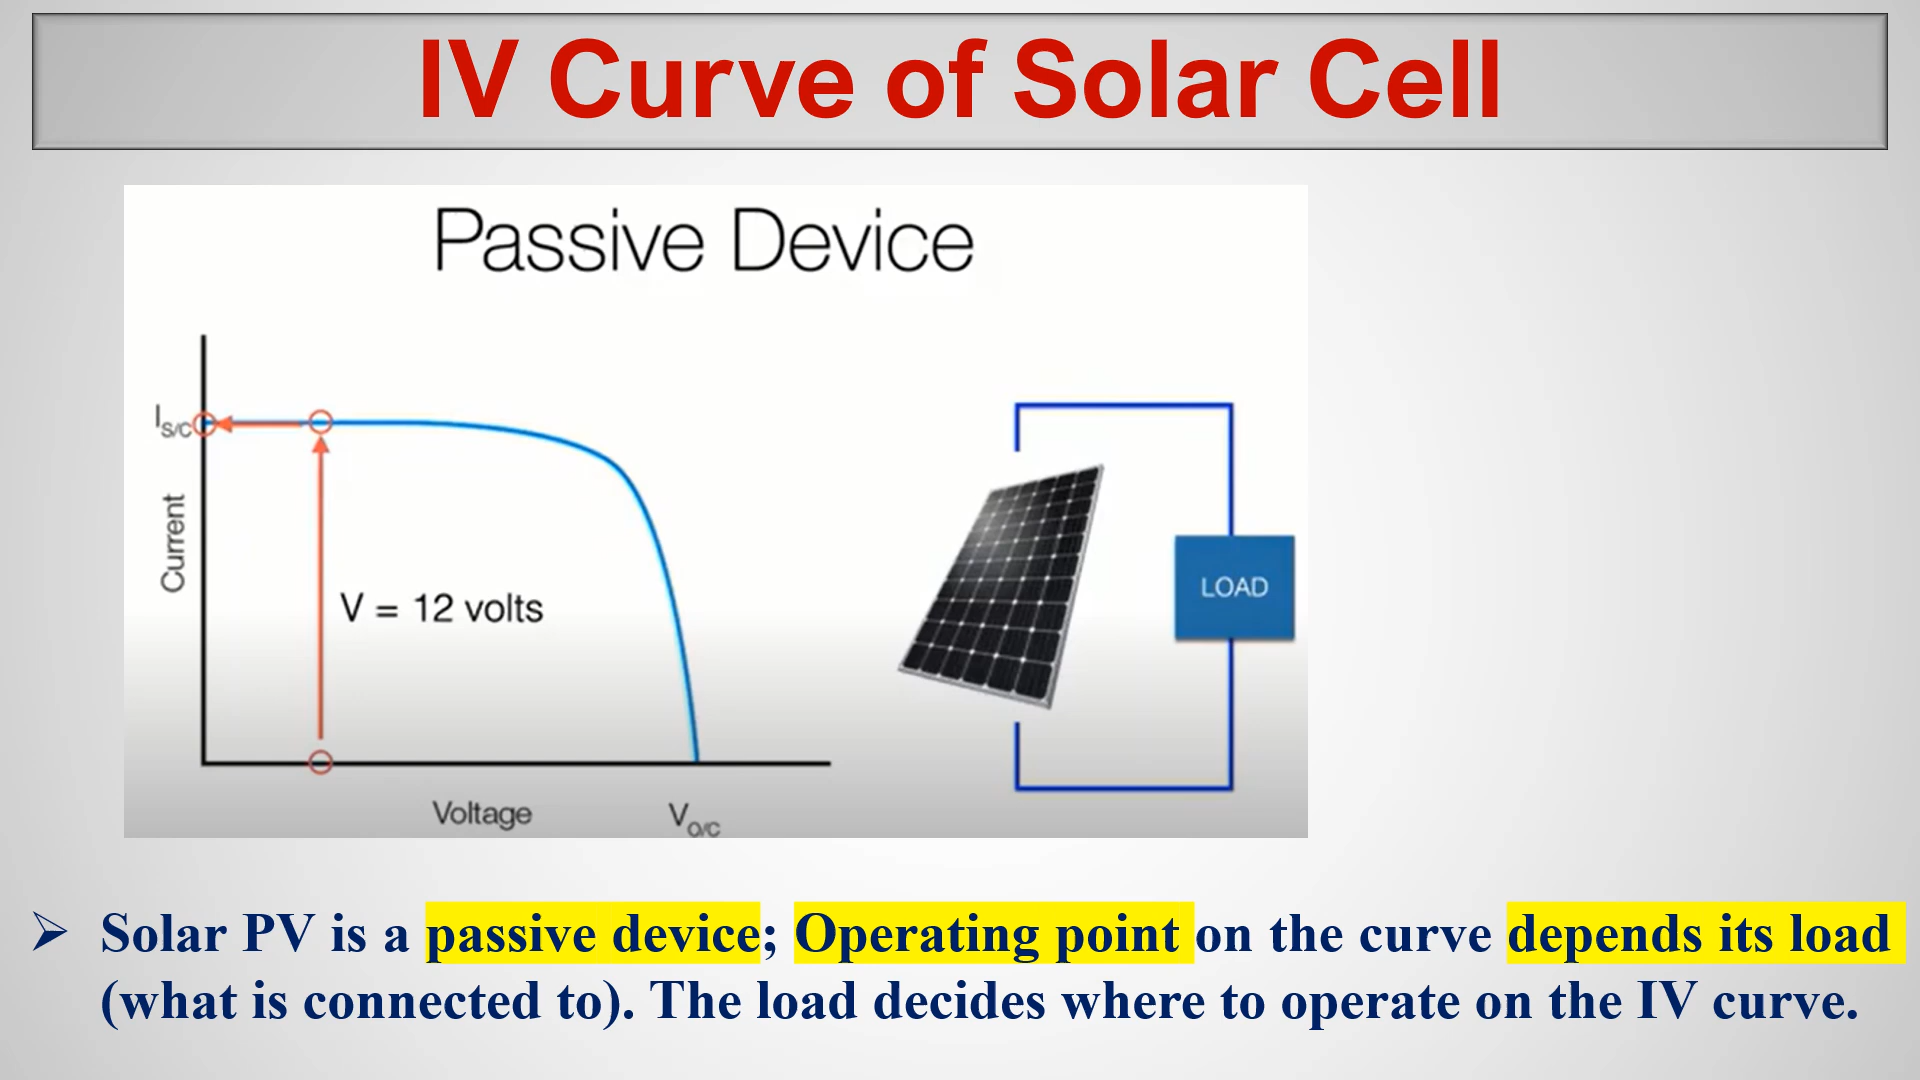 IV Curve of Solar Cell
Passive Device
I S/C
Current
V = 12 volts
LOAD
Voltage
V O/C
➢ Solar PV is a passive device; Operating point on the curve depends its load
(what is connected to). The load decides where to operate on the IV curve.